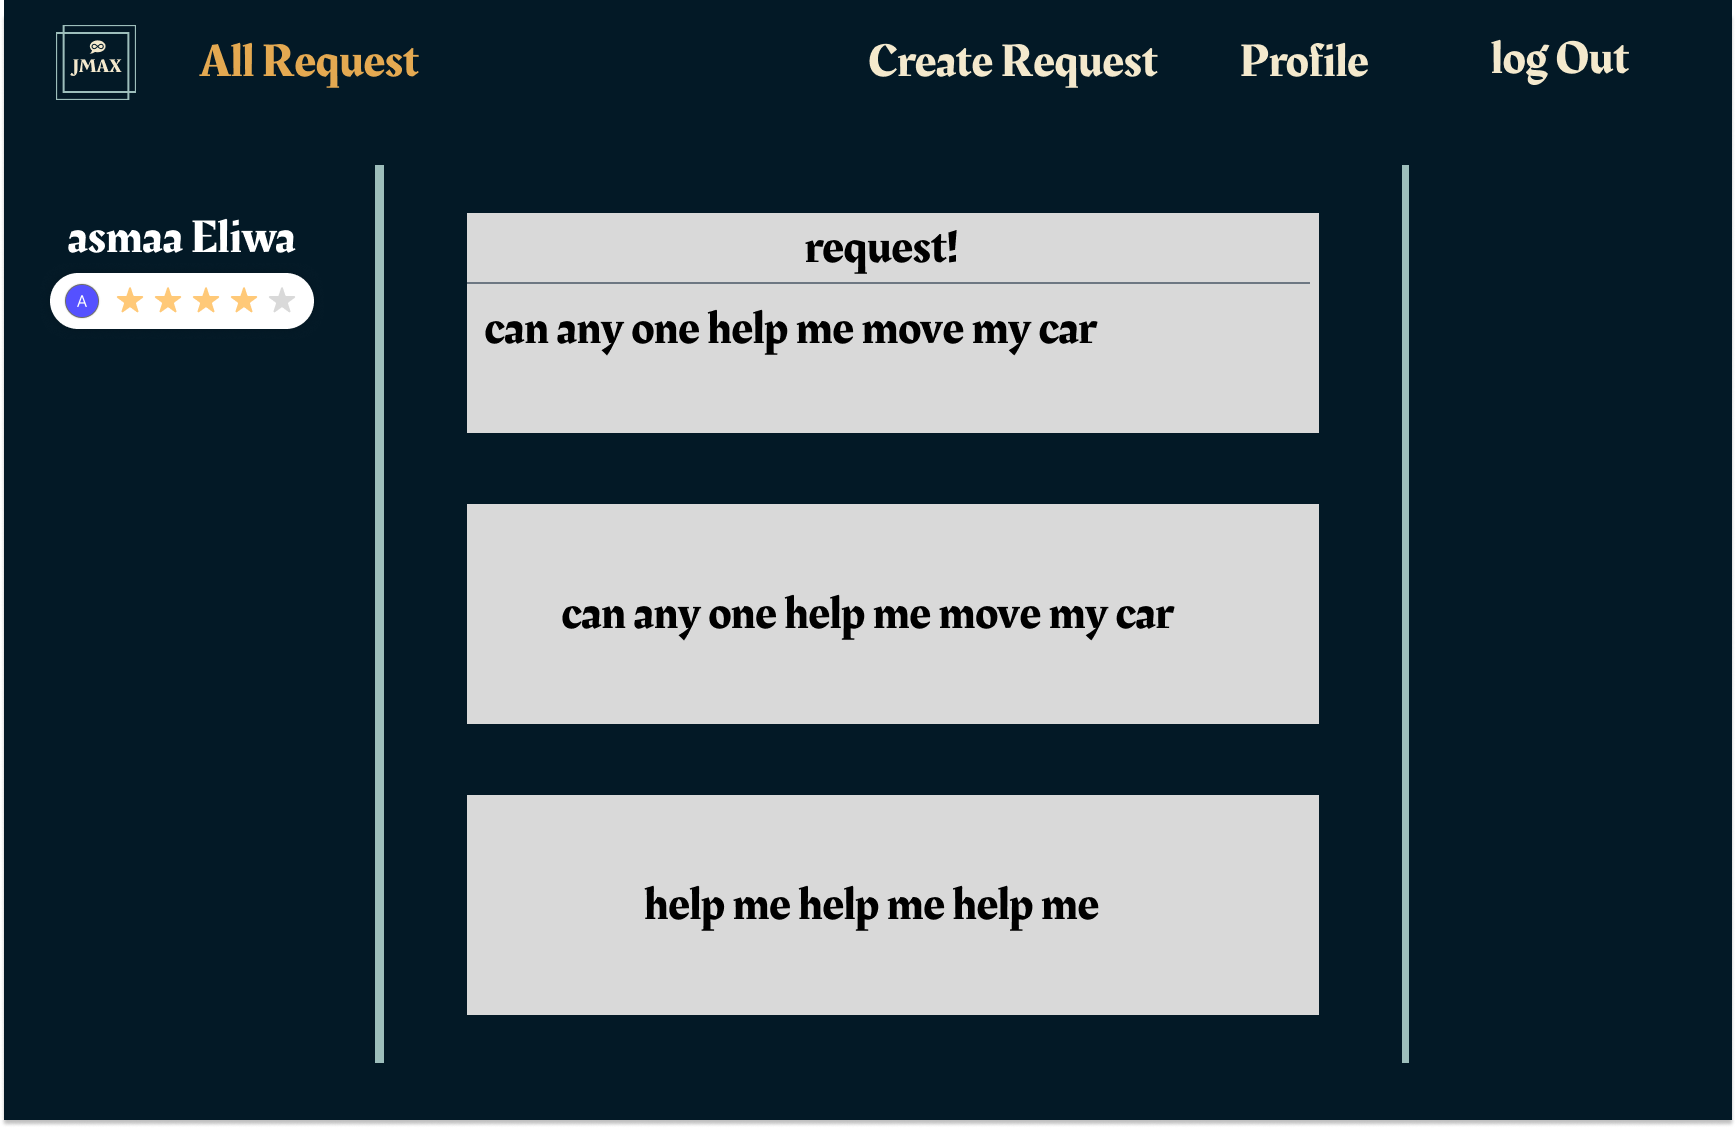 JMAX
All Request
Create Request
Profile
log Out
asmaa Eliwa
A
request!
can any one help me move my car
can any one help me move my car
help me help me help me